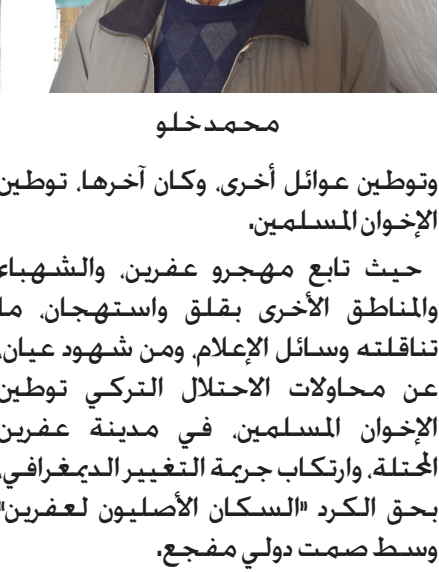 محمد خلو
وتوطين عوائل أخرى، وكان آخرها، توطين
الإخوان المسلمين.
حيث تابع مهجرو عفرين، والشهباء
والمناطق الأخرى بقلق واستهجان، ما
تناقلته وسائل الإعلام، ومن شهود عيان،
عن محاولات الاحتلال التركي توطين
الإخوان المسلمين، في مدينة عفرين
المحتلة، وارتكاب جريمة التغيير الديمغرافي،
بحق الكرد "السكان الأصليون لعفرين"
وسط صمت دولي مفجع.